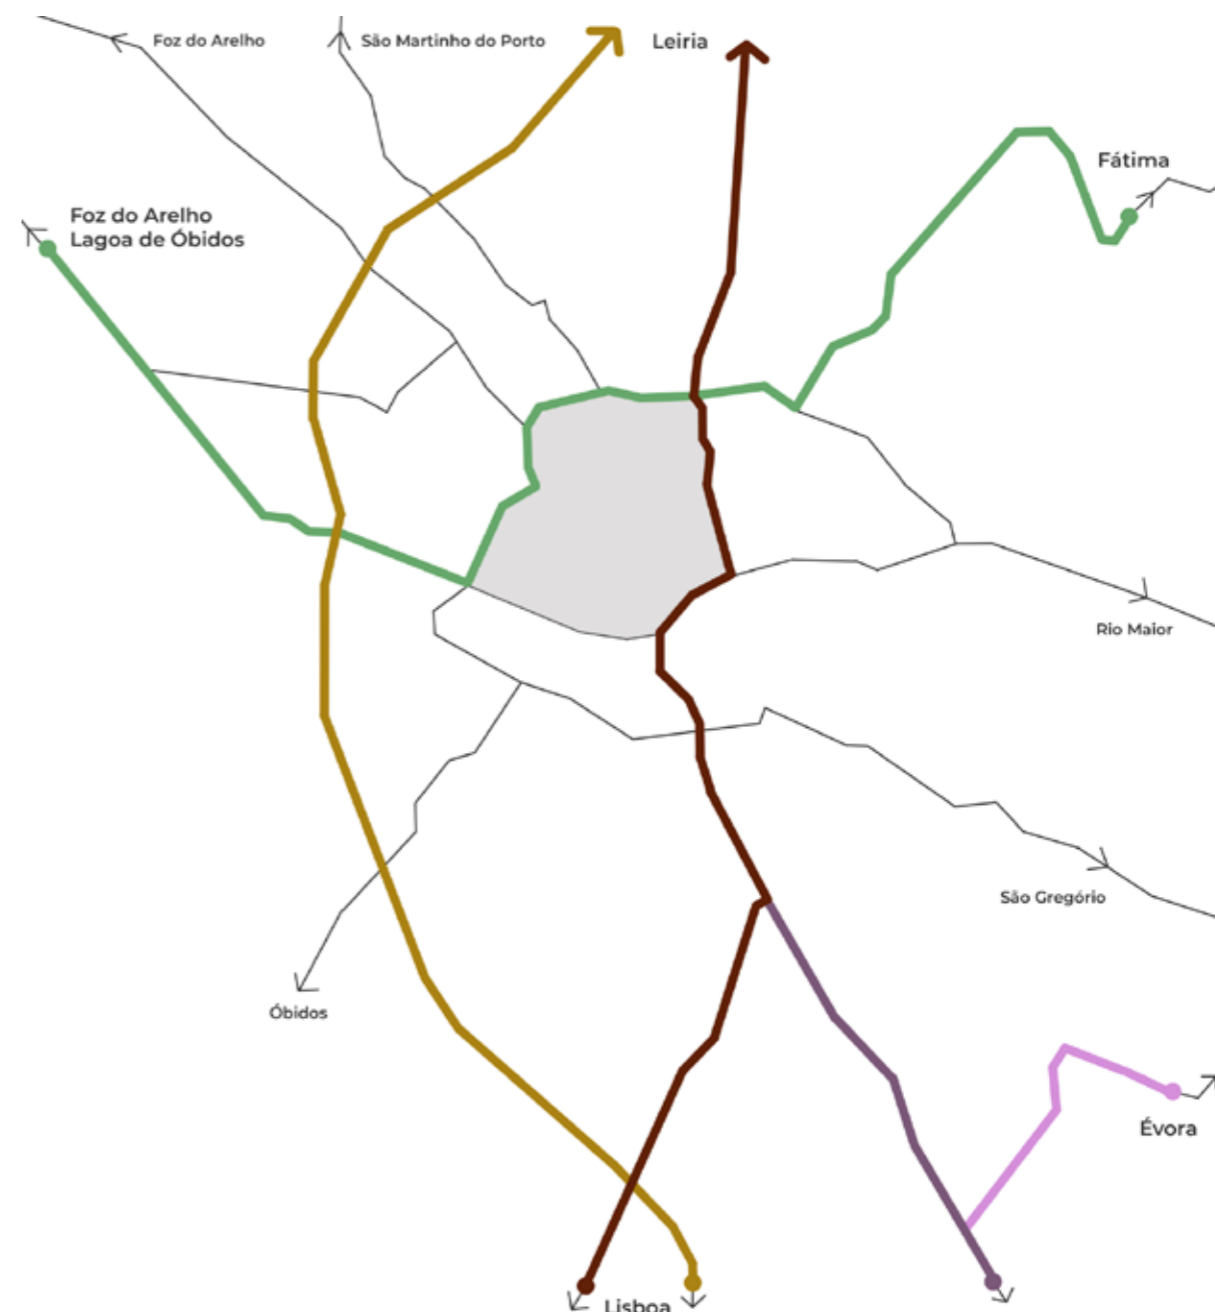 Foz do Arelho
São Martinho do Porto
Leiria
Fátima
Foz do Arelho
Lagoa de Óbidos
Rio Maior
São Gregório
Óbidos
Évora
Lisboa